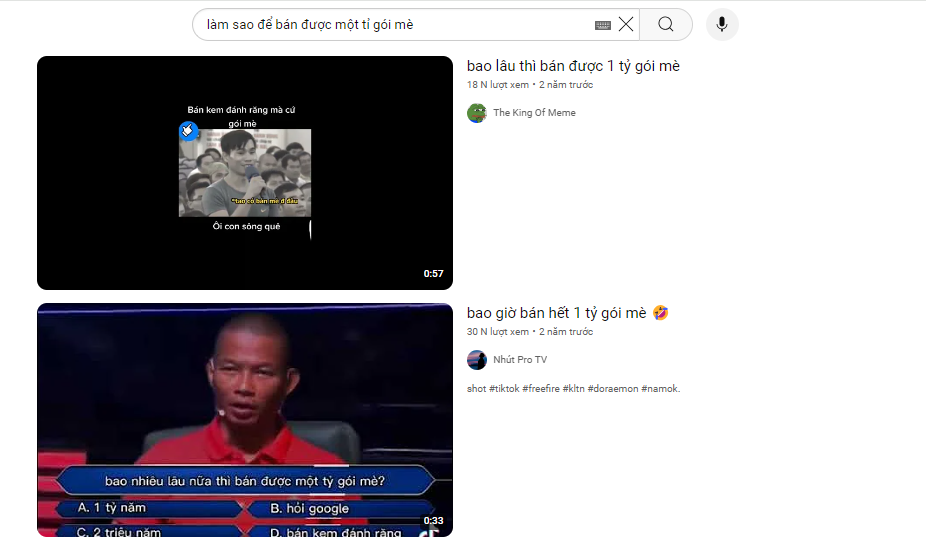 làm sao để bán được một tỉ gói mè
Bán kem đánh răng mà cứ
gói mè
"tao có bán mè ở đâu
Ôi con sông quê
0:57
bao lâu thì bán được 1 tỷ gói mè
18 N lượt xem • 2 năm trước
The King Of Meme
bao nhiêu lâu nữa thì bán được một tỷ gói mè?
A. 1 tỷ năm
B. hỏi google
C. 2 triệu năm
D. bán kem đánh răng
0:33
bao giờ bán hết 1 tỷ gói mè 🤣
30 N lượt xem • 2 năm trước
Nhút Pro TV
shot #tiktok #freefire #kltn #doraemon #namok.